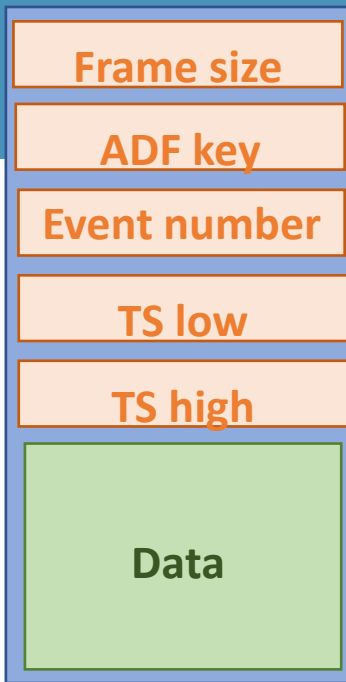 Frame size
ADF key
Event number
TS low
TS high
Data